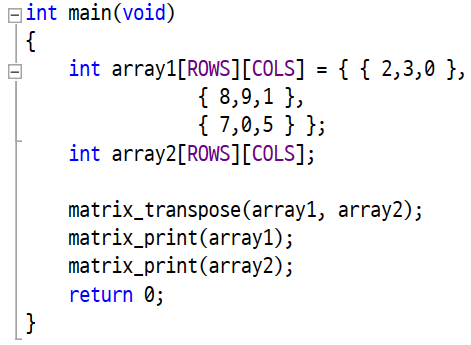 int main(void)
{
    int array1[ROWS][COLS] = { { 2,3,0 },
                { 8,9,1 },
                { 7,0,5 } };
    int array2[ROWS][COLS];

    matrix_transpose(array1, array2);
    matrix_print(array1);
    matrix_print(array2);
    return 0;
}